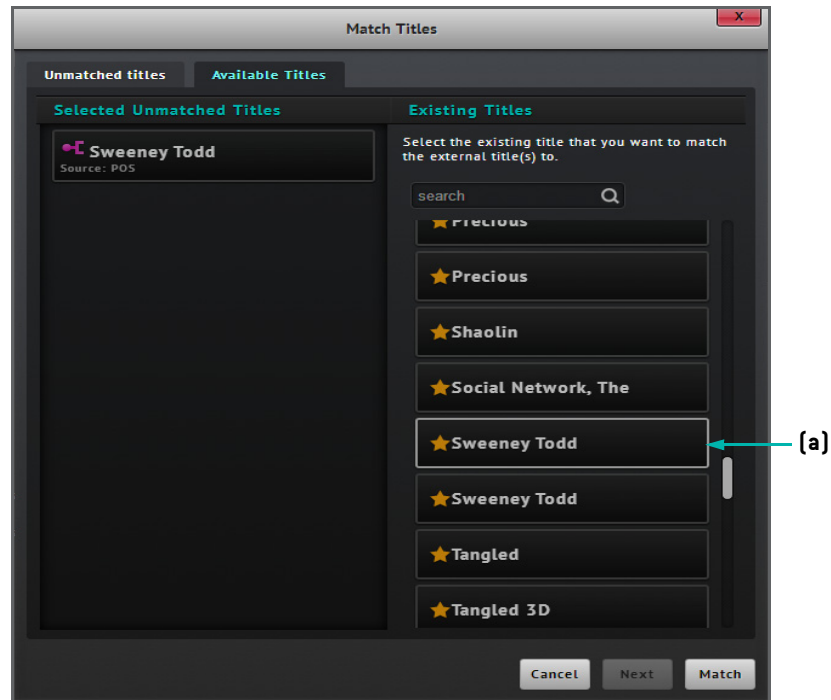 Match Titles
X
Unmatched titles
Available Titles
Selected Unmatched Titles
Sweeney Todd
Source: POS
Existing Titles
Select the existing title that you want to match
the external title(s) to.
search
Precious
Precious
Shaolin
Social Network, The
Sweeney Todd
(a)
Sweeney Todd
Tangled
Tangled 3D
Cancel
Next
Match